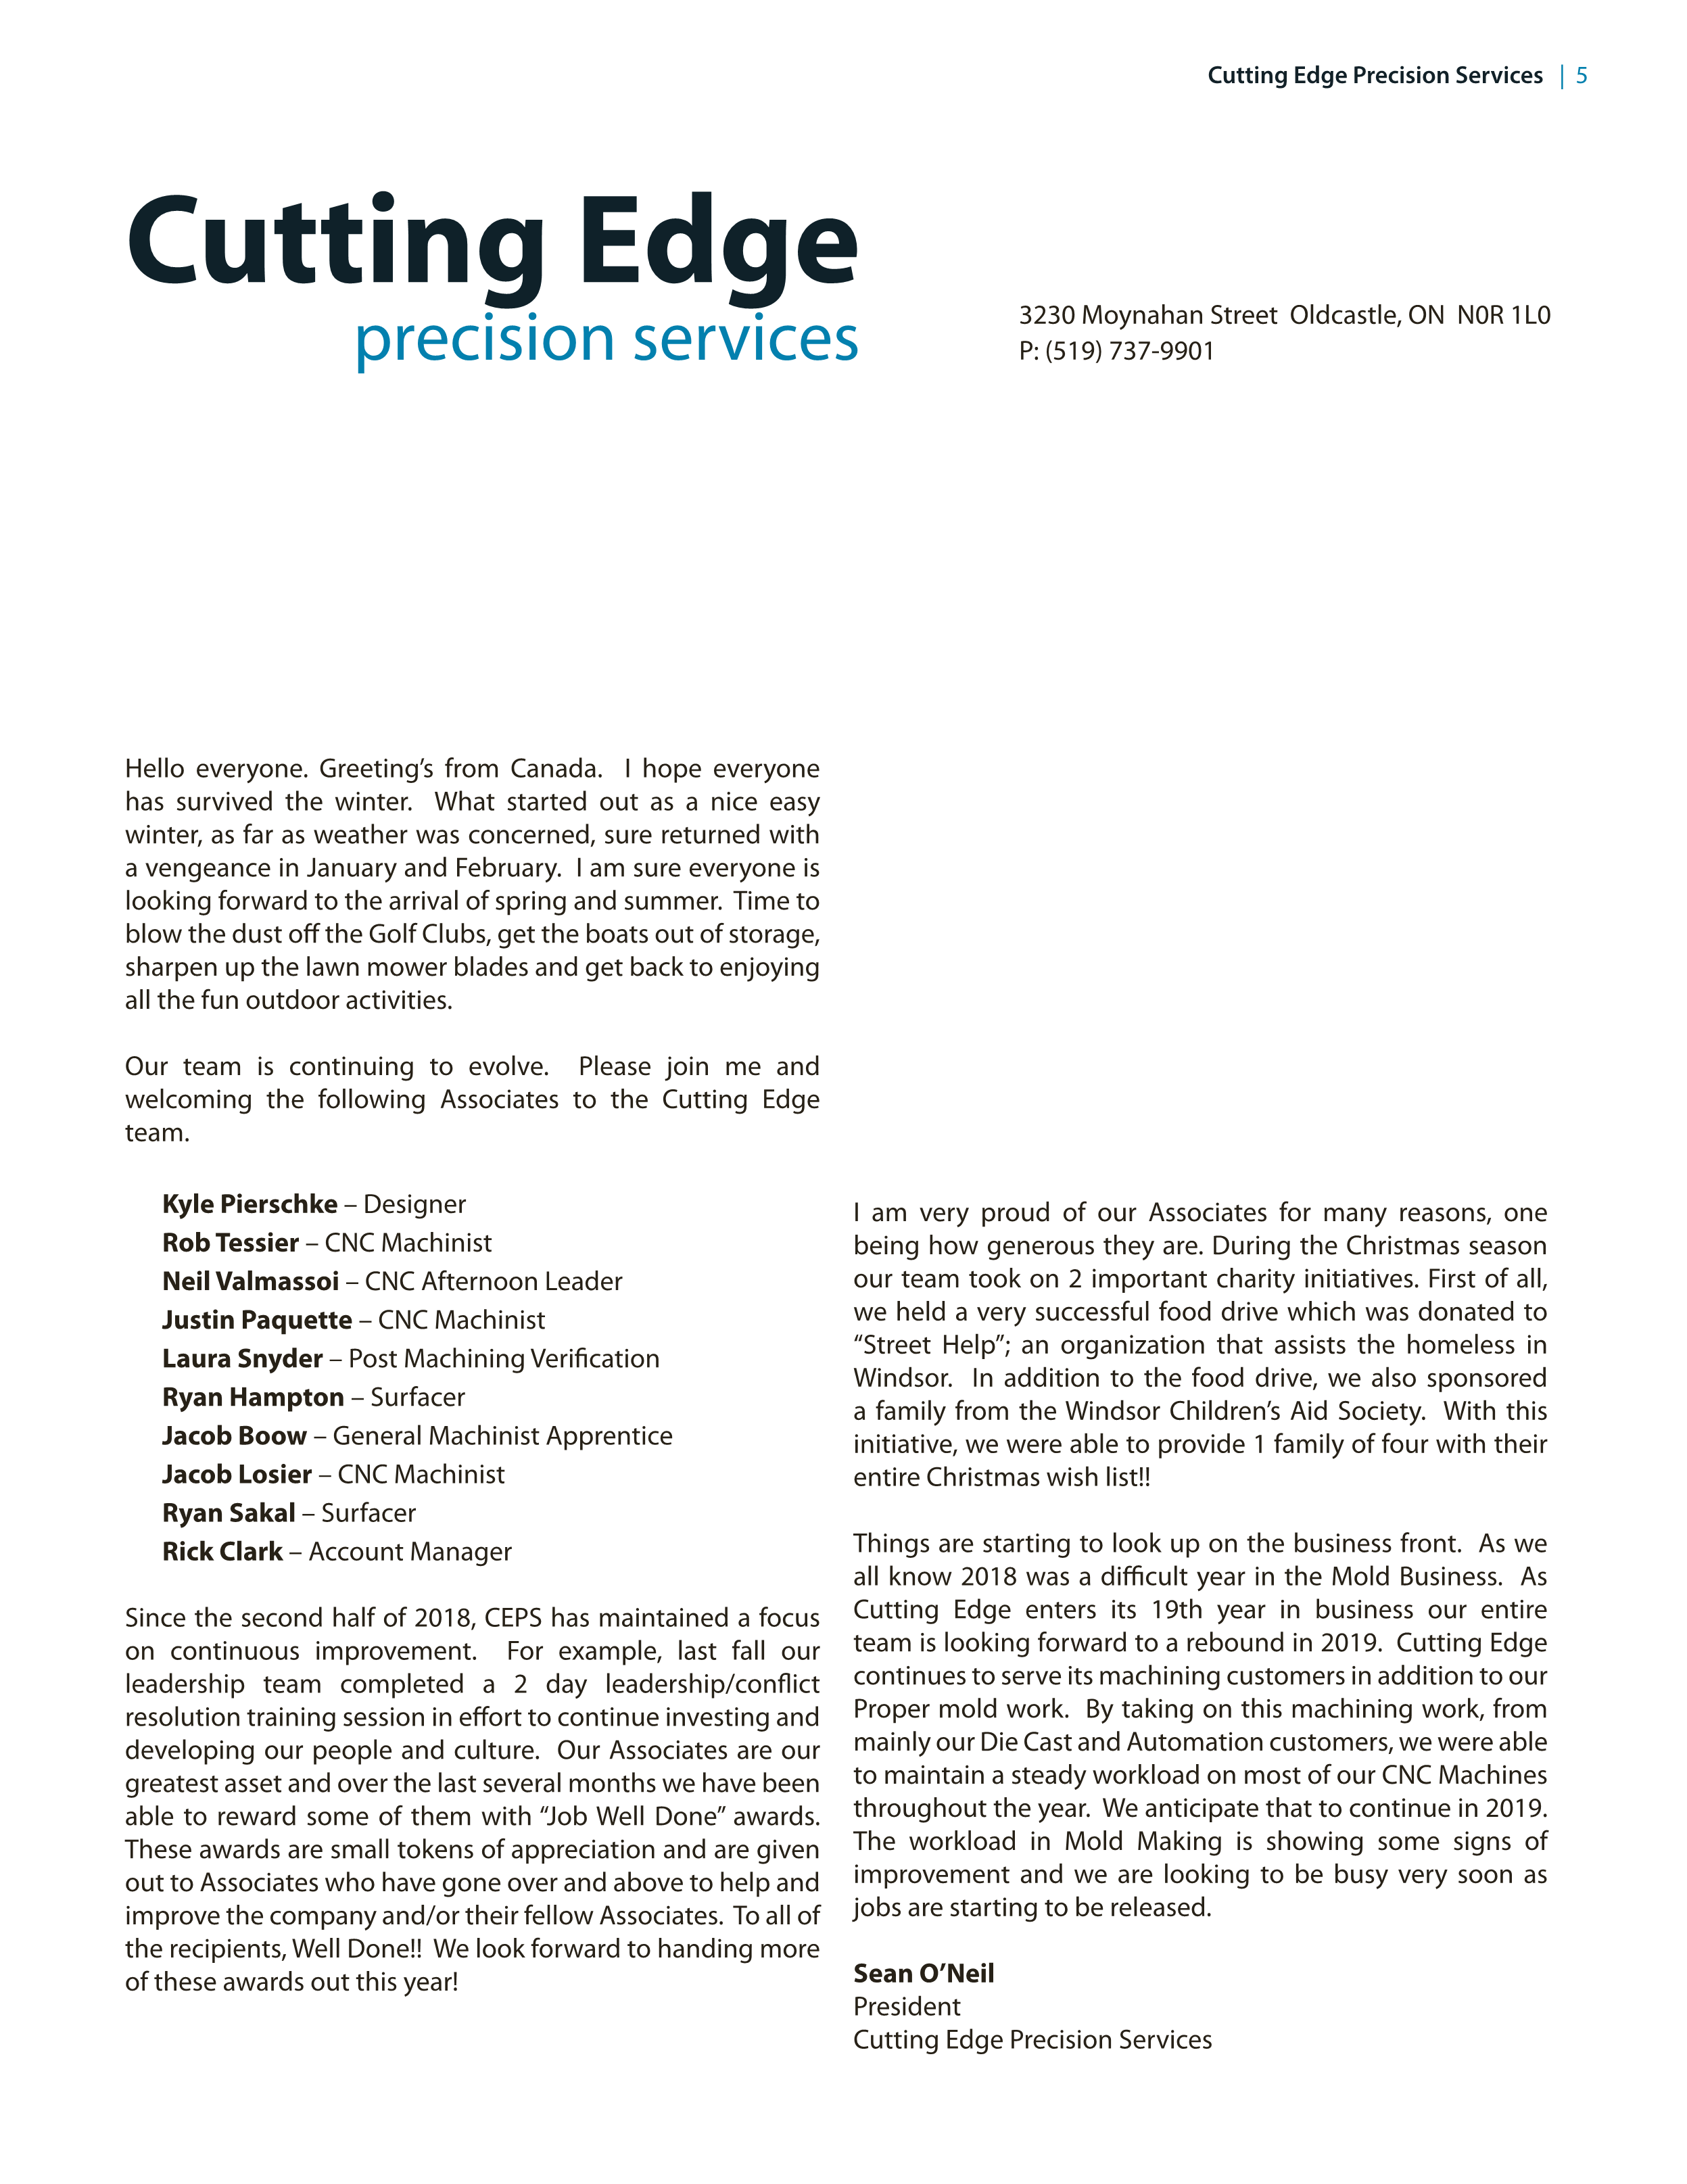 Cutting Edge Precision Services | 5
Cutting Edge
precision services
3230 Moynahan Street  Oldcastle, ON  N0R 1L0
P: (519) 737-9901
Hello everyone. Greeting’s from Canada.  I hope everyone
has survived the winter.  What started out as a nice easy
winter, as far as weather was concerned, sure returned with
a vengeance in January and February.  I am sure everyone is
looking forward to the arrival of spring and summer.  Time to
blow the dust off the Golf Clubs, get the boats out of storage,
sharpen up the lawn mower blades and get back to enjoying
all the fun outdoor activities.
Our team is continuing to evolve.  Please join me and
welcoming the following Associates to the Cutting Edge
team.
Kyle Pierschke – Designer
Rob Tessier – CNC Machinist
Neil Valmassoi – CNC Afternoon Leader
Justin Paquette – CNC Machinist
Laura Snyder – Post Machining Verification
Ryan Hampton – Surfacer
Jacob Boow – General Machinist Apprentice
Jacob Losier – CNC Machinist
Ryan Sakal – Surfacer
Rick Clark – Account Manager
Since the second half of 2018, CEPS has maintained a focus
on continuous improvement.  For example, last fall our
leadership team completed a 2 day leadership/conflict
resolution training session in effort to continue investing and
developing our people and culture.  Our Associates are our
greatest asset and over the last several months we have been
able to reward some of them with “Job Well Done” awards.
These awards are small tokens of appreciation and are given
out to Associates who have gone over and above to help and
improve the company and/or their fellow Associates.  To all of
the recipients, Well Done!!  We look forward to handing more
of these awards out this year!
I am very proud of our Associates for many reasons, one
being how generous they are. During the Christmas season
our team took on 2 important charity initiatives. First of all,
we held a very successful food drive which was donated to
“Street Help”; an organization that assists the homeless in
Windsor.  In addition to the food drive, we also sponsored
a family from the Windsor Children’s Aid Society.  With this
initiative, we were able to provide 1 family of four with their
entire Christmas wish list!!
Things are starting to look up on the business front.  As we
all know 2018 was a difficult year in the Mold Business.  As
Cutting Edge enters its 19th year in business our entire
team is looking forward to a rebound in 2019.  Cutting Edge
continues to serve its machining customers in addition to our
Proper mold work.  By taking on this machining work, from
mainly our Die Cast and Automation customers, we were able
to maintain a steady workload on most of our CNC Machines
throughout the year.  We anticipate that to continue in 2019.
The workload in Mold Making is showing some signs of
improvement and we are looking to be busy very soon as
jobs are starting to be released.
Sean O’Neil
President
Cutting Edge Precision Services